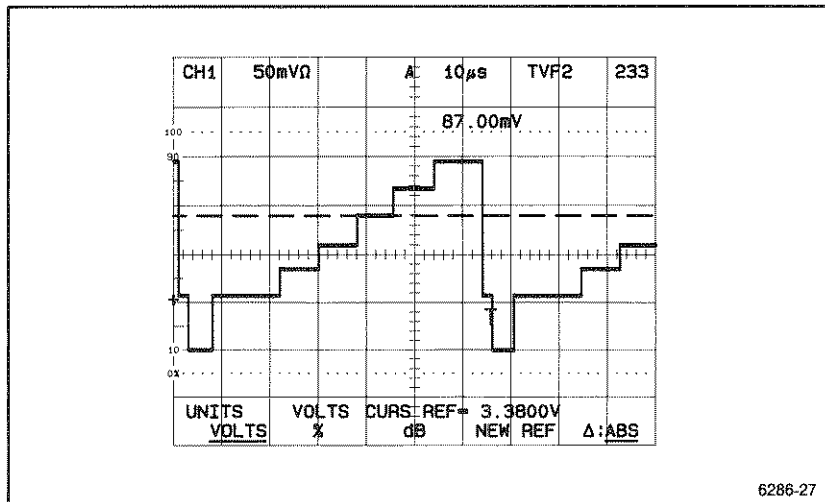 CH1 50mVΩ A 10µs TVF2 233
87.00mV
100
90
10
0%
UNITS VOLTS CURS REF= 3.3800V
VOLTS % dB NEW REF Δ:ABS
6286-27